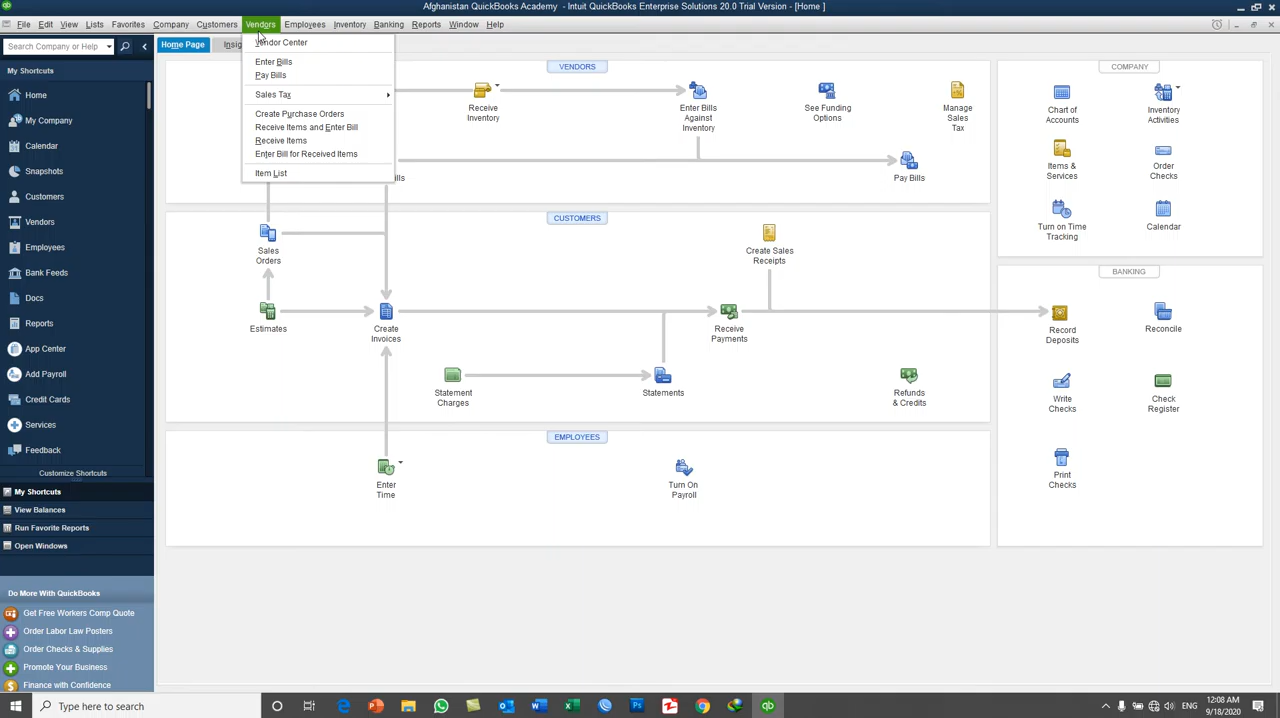 Afghanistan QuickBooks Academy - Intuit QuickBooks Enterprise Solutions 20.0 Trial Version - [Home ]
File Edit View Lists Favorites Company Customers Vendors Employees Inventory Banking Reports Window Help
Search Company or Help
Home Page
Insig
My Shortcuts
Home
My Company
Calendar
Snapshots
Customers
Vendors
Employees
Bank Feeds
Docs
Reports
App Center
Add Payroll
Credit Cards
Services
Feedback
Customize Shortcuts
My Shortcuts
View Balances
Run Favorite Reports
Open Windows
Do More With QuickBooks
Get Free Workers Comp Quote
Order Labor Law Posters
Order Checks & Supplies
Promote Your Business
Finance with Confidence
Vendor Center
Enter Bills
Pay Bills
Sales Tax
Create Purchase Orders
Receive Items and Enter Bill
Receive Items
Enter Bill for Received Items
Item List
VENDORS
Receive
Inventory
Enter Bills
Against
Inventory
See Funding
Options
Manage
Sales
Tax
ills
Pay Bills
CUSTOMERS
Sales
Orders
Create Sales
Receipts
Estimates
Create
Invoices
Receive
Payments
Statement
Charges
Statements
Refunds
& Credits
EMPLOYEES
Enter
Time
Turn On
Payroll
COMPANY
Chart of
Accounts
Inventory
Activities
Items &
Services
Order
Checks
Turn on Time
Tracking
Calendar
BANKING
Record
Deposits
Reconcile
Write
Checks
Check
Register
Print
Checks
Type here to search
ENG
12:08 AM
9/18/2020